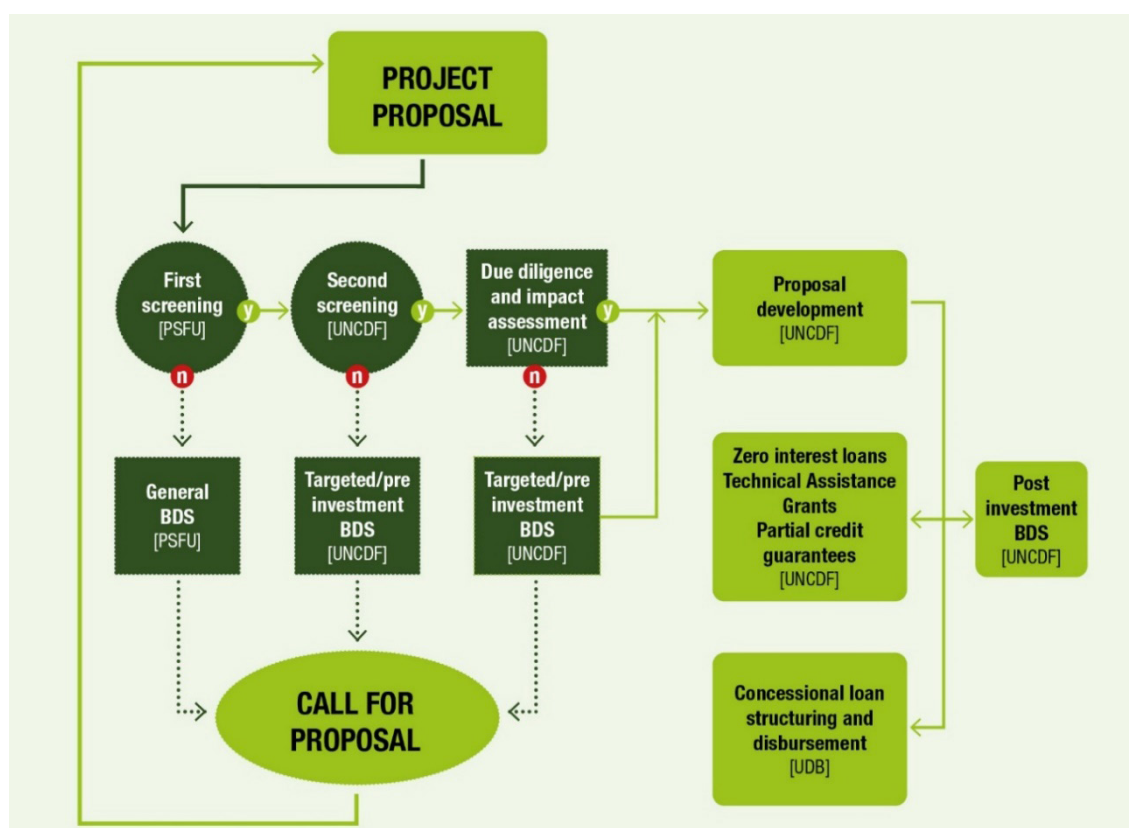 PROJECT
PROPOSAL
First
screening
[PSFU]
y
n
Second
screening
[UNCDF]
y
n
Due diligence
and impact
assessment
[UNCDF]
y
n
Proposal
development
[UNCDF]
General
BDS
[PSFU]
Targeted/pre
investment
BDS
[UNCDF]
Targeted/pre
investment
BDS
[UNCDF]
Zero interest loans
Technical Assistance
Grants
Partial credit
guarantees
[UNCDF]
Post
investment
BDS
[UNCDF]
CALL FOR
PROPOSAL
Concessional loan
structuring and
disbursement
[UDB]